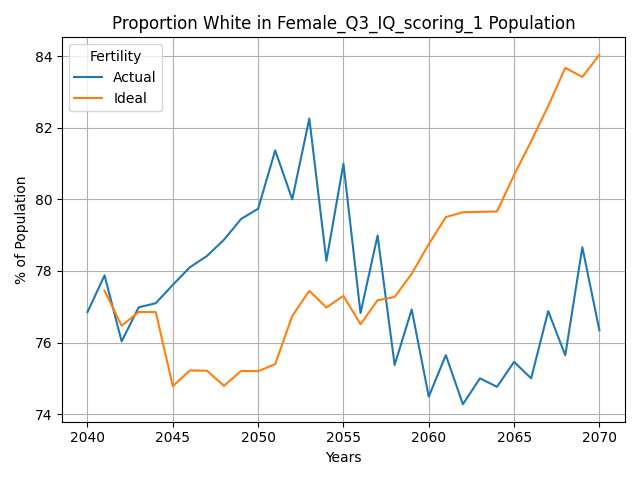 Proportion White in Female_Q3_IQ_scoring_1 Population
Fertility
Actual
Ideal
% of Population
84
82
80
78
76
74
2040
2045
2050
2055
2060
2065
2070
Years